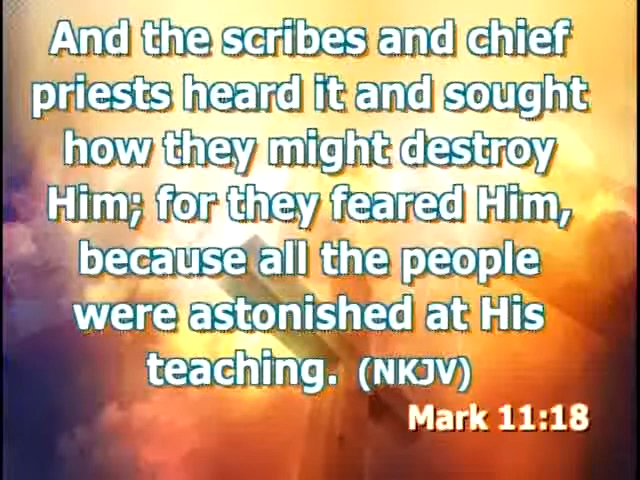 And the scribes and chief
priests heard it and sought
how they might destroy
Him; for they feared Him,
because all the people
were astonished at His
teaching. (NKJV)
Mark 11:18